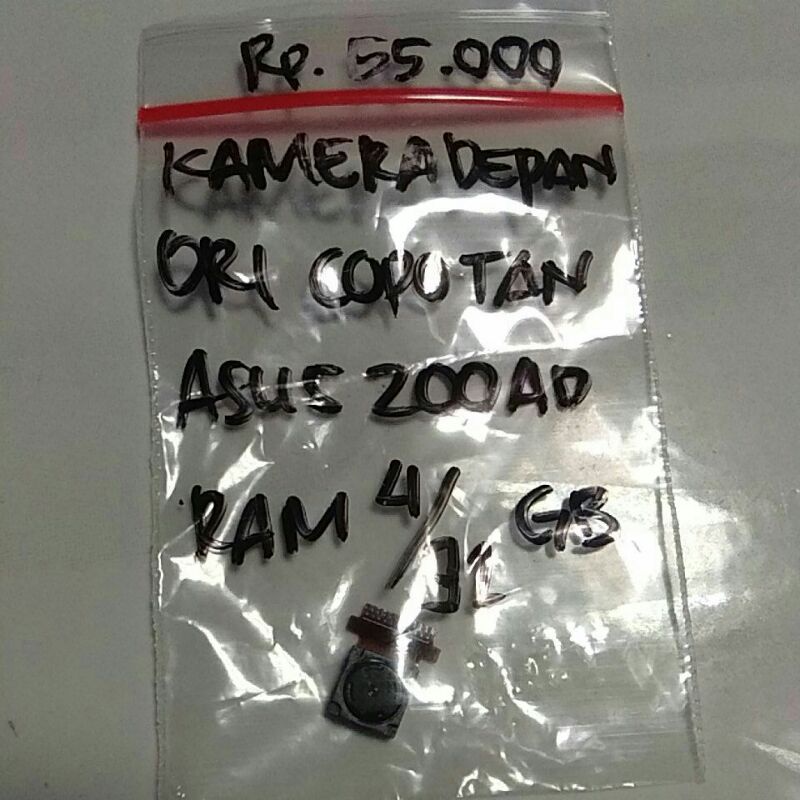 Rp. 55.000
KAMERA DEPAN
ORI COPOTAN
ASUS Z00AD
RAM 4/32 GB